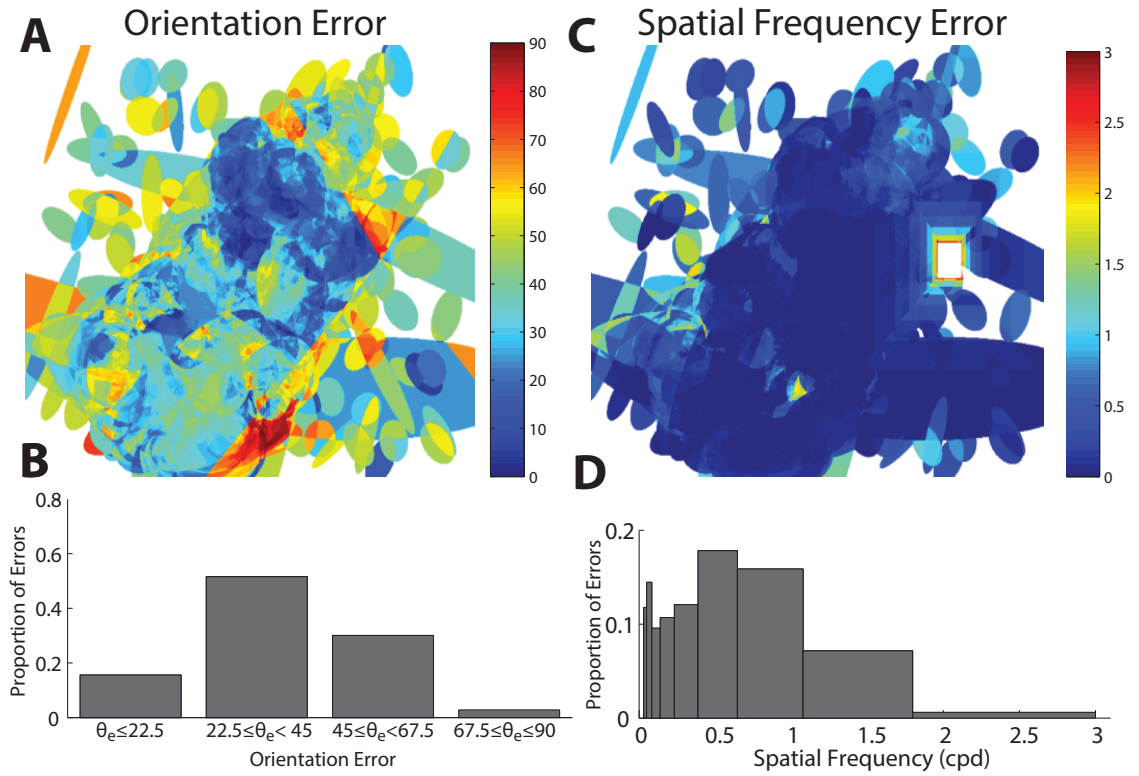 A Orientation Error
90
80
70
60
50
40
30
20
10
0
C Spatial Frequency Error
3
2.5
2
1.5
1
0.5
0
B
Proportion of Errors
0.8
0.6
0.4
0.2
0
θe≤22.5 22.5≤θe< 45 45≤θe<67.5 67.5≤θe≤90
Orientation Error
D
Proportion of Errors
0.2
0.1
0
0 0.5 1 1.5 2 2.5 3
Spatial Frequency (cpd)